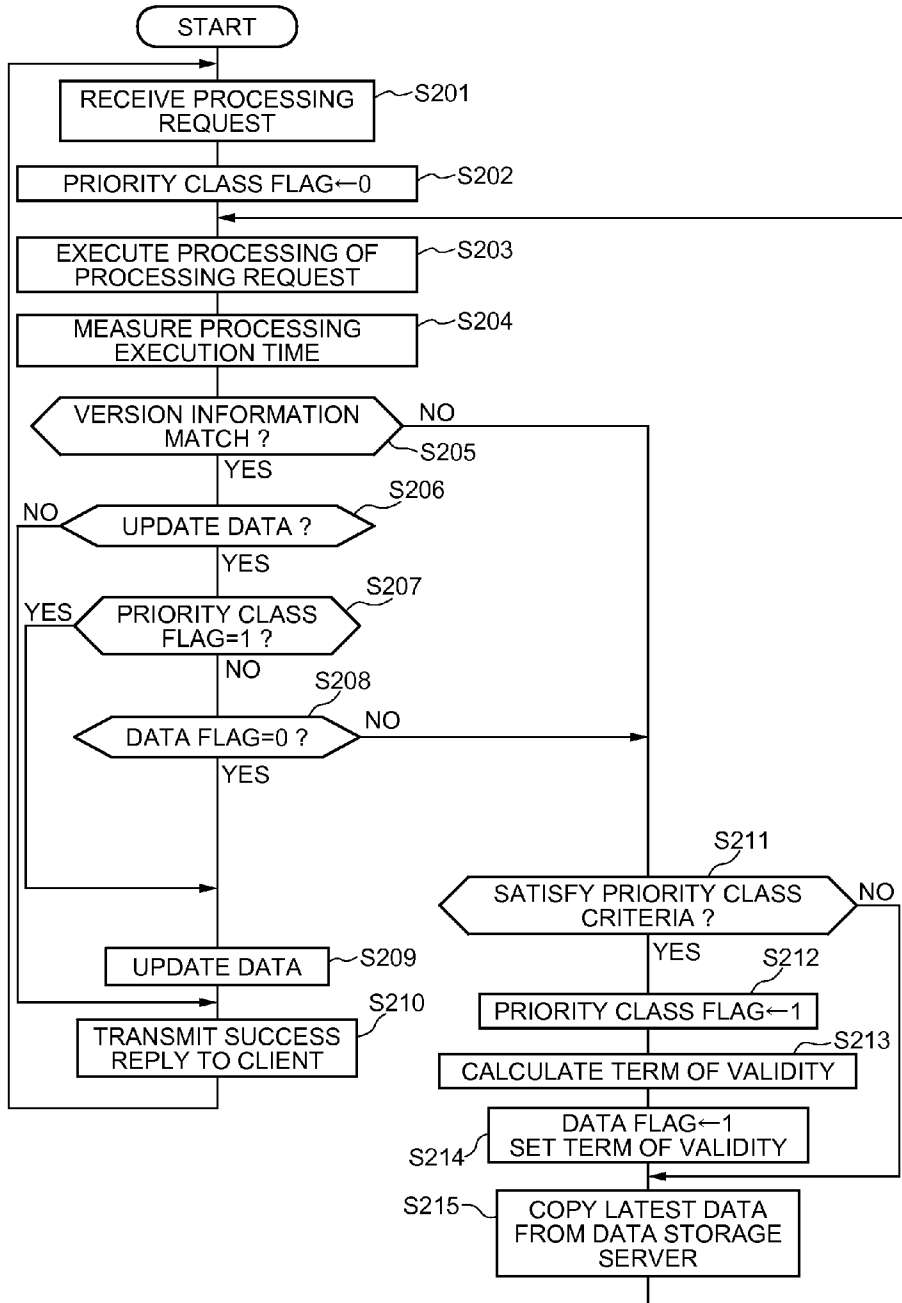 START
RECEIVE PROCESSING
REQUEST
S201
PRIORITY CLASS FLAG←0
S202
EXECUTE PROCESSING OF
PROCESSING REQUEST
S203
MEASURE PROCESSING
EXECUTION TIME
S204
VERSION INFORMATION
MATCH ?
NO
S205
YES
S206
NO
UPDATE DATA ?
YES
S207
YES
PRIORITY CLASS
FLAG=1 ?
NO
S208
DATA FLAG=0 ?
NO
YES
S211
SATISFY PRIORITY CLASS
CRITERIA ?
NO
YES
UPDATE DATA
S209
S212
PRIORITY CLASS FLAG←1
S210
TRANSMIT SUCCESS
REPLY TO CLIENT
S213
CALCULATE TERM OF VALIDITY
DATA FLAG←1
SET TERM OF VALIDITY
S214
S215
COPY LATEST DATA
FROM DATA STORAGE
SERVER